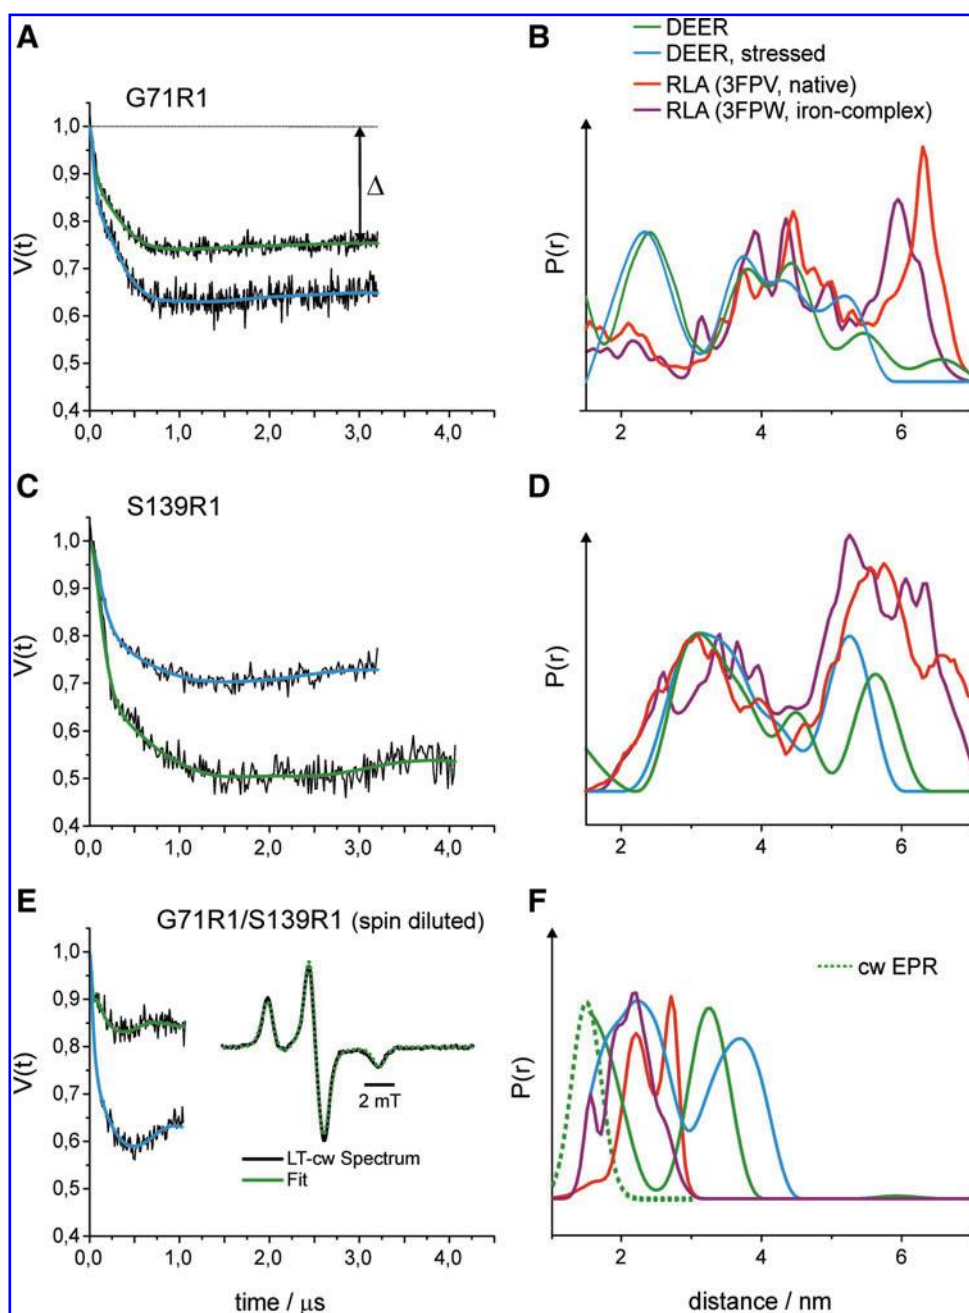 A
G71R1
1,0
0,9
0,8
0,7
0,6
0,5
0,4
V(t)
Δ
0,0 1,0 2,0 3,0 4,0
B
DEER
DEER, stressed
RLA (3FPV, native)
RLA (3FPW, iron-complex)
P(r)
2 4 6
C
S139R1
1,0
0,9
0,8
0,7
0,6
0,5
0,4
V(t)
0,0 1,0 2,0 3,0 4,0
D
P(r)
2 4 6
E
G71R1/S139R1 (spin diluted)
1,0
0,9
0,8
0,7
0,6
0,5
0,4
V(t)
2 mT
LT-cw Spectrum
Fit
0,0 1,0 2,0 3,0 4,0
time / µs
F
cw EPR
P(r)
2 4 6
distance / nm